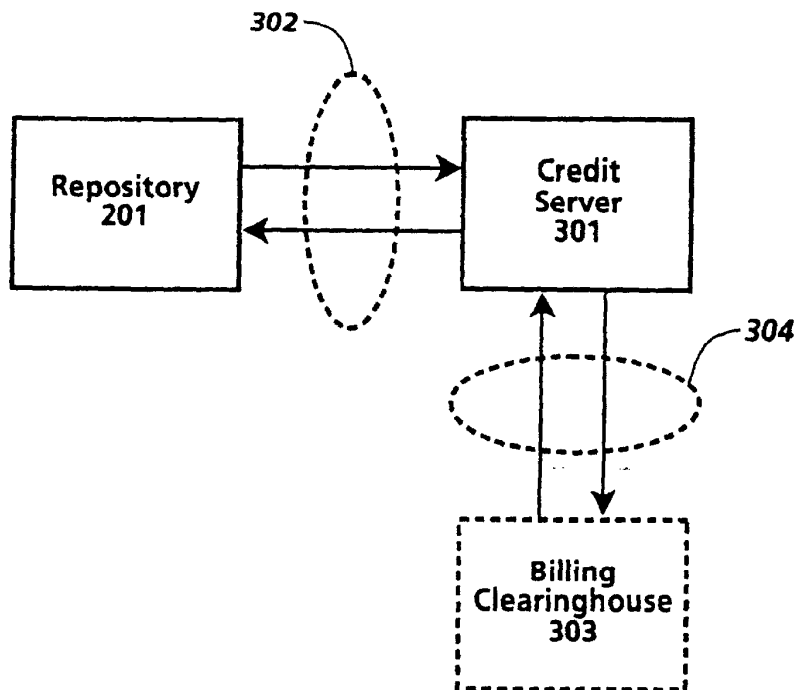 302
Repository
201
Credit
Server
301
304
Billing
Clearinghouse
303